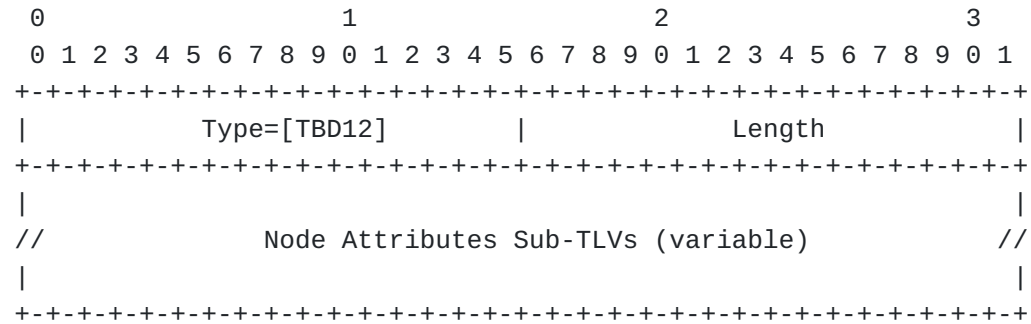 0                   1                   2                   3
 0 1 2 3 4 5 6 7 8 9 0 1 2 3 4 5 6 7 8 9 0 1 2 3 4 5 6 7 8 9 0 1
+-+-+-+-+-+-+-+-+-+-+-+-+-+-+-+-+-+-+-+-+-+-+-+-+-+-+-+-+-+-+-+-+
|           Type=[TBD12]        |             Length            |
+-+-+-+-+-+-+-+-+-+-+-+-+-+-+-+-+-+-+-+-+-+-+-+-+-+-+-+-+-+-+-+-+
|                                                               |
//              Node Attributes Sub-TLVs (variable)            //
|                                                               |
+-+-+-+-+-+-+-+-+-+-+-+-+-+-+-+-+-+-+-+-+-+-+-+-+-+-+-+-+-+-+-+-+